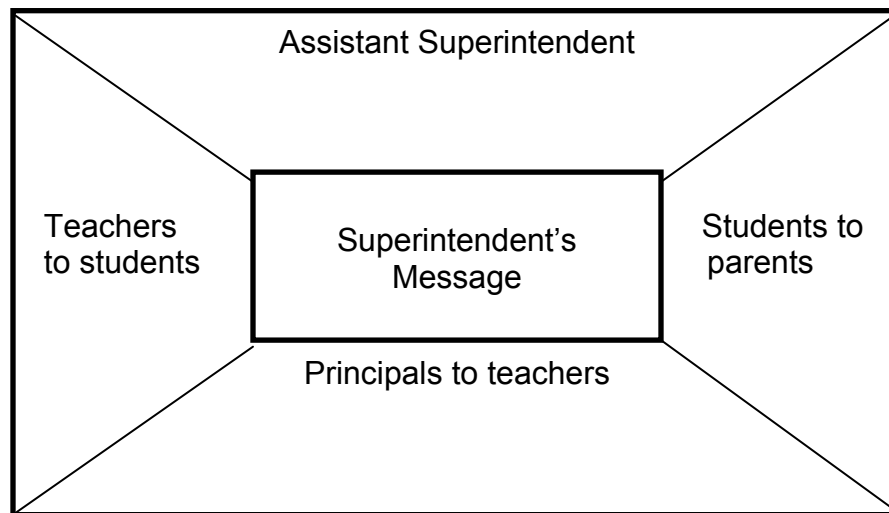 Assistant Superintendent
Teachers
to students
Superintendent’s
Message
Students to
parents
Principals to teachers